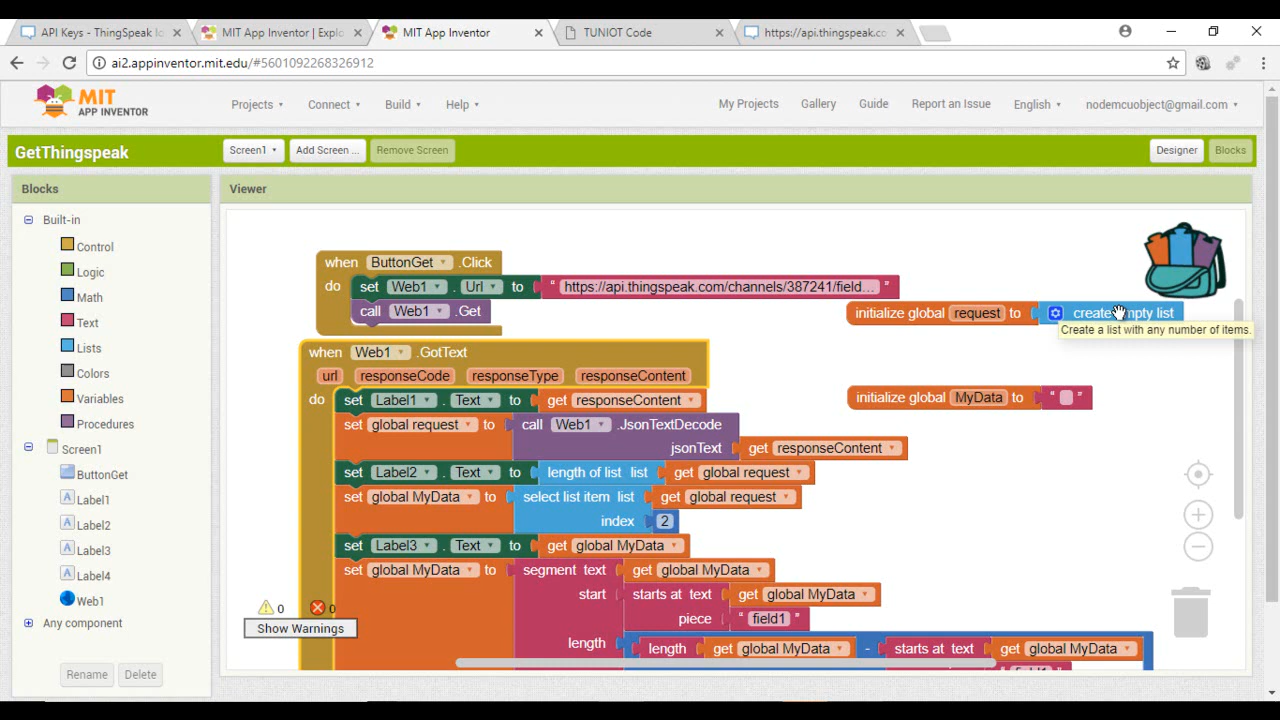 API Keys - ThingSpeak Io
MIT App Inventor | Explo
MIT App Inventor
TUNIOT Code
https://api.thingspeak.co
ai2.appinventor.mit.edu/#5601092268326912
MIT
APP INVENTOR
Projects
Connect
Build
Help
My Projects
Gallery
Guide
Report an Issue
English
nodemcuobject@gmail.com
GetThingspeak
Screen1
Add Screen ...
Remove Screen
Designer
Blocks
Blocks
Viewer
Built-in
Control
Logic
Math
Text
Lists
Colors
Variables
Procedures
Screen1
ButtonGet
Label1
Label2
Label3
Label4
Web1
Any component
Rename
Delete
when ButtonGet .Click
do set Web1 . Url to " https://api.thingspeak.com/channels/387241/field... "
call Web1 .Get
initialize global request to create empty list
Create a list with any number of items.
when Web1 .GotText
url responseCode responseType responseContent
do set Label1 . Text to get responseContent
initialize global MyData to " "
set global request to call Web1 .JsonTextDecode
jsonText get responseContent
set Label2 . Text to length of list list get global request
set global MyData to select list item list get global request
index 2
set Label3 . Text to get global MyData
set global MyData to segment text get global MyData
start starts at text get global MyData
piece " field1 "
length length get global MyData - starts at text get global MyData
0 0
Show Warnings